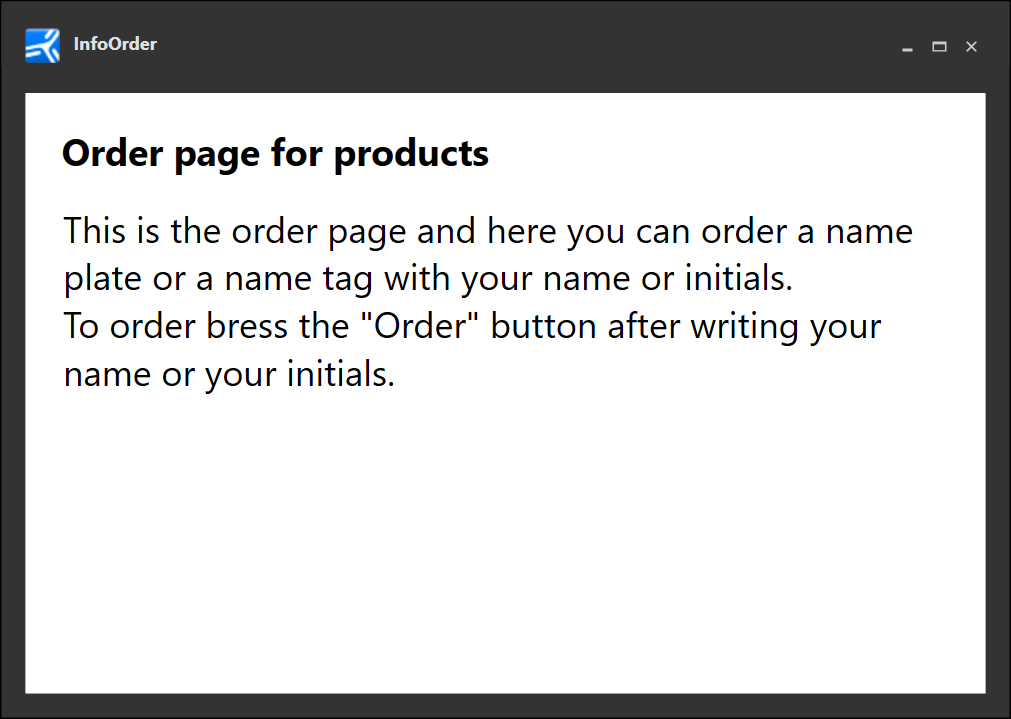 InfoOrder
Order page for products
This is the order page and here you can order a name
plate or a name tag with your name or initials.
To order bress the "Order" button after writing your
name or your initials.